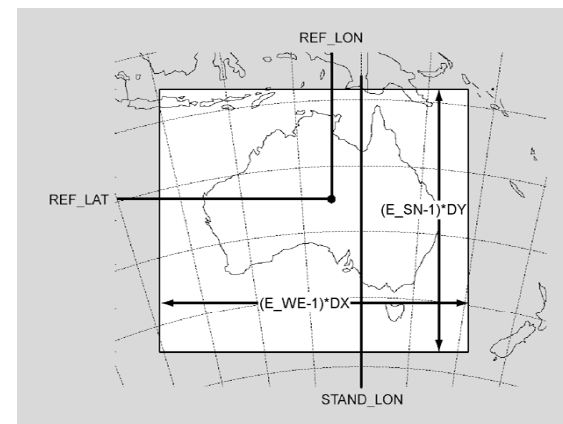 REF_LON
REF_LAT
(E_SN-1)*DY
(E_WE-1)*DX
STAND_LON